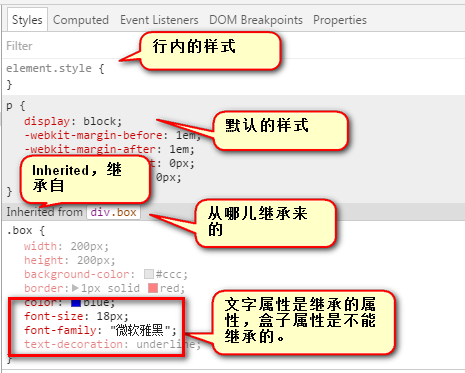 Styles Computed Event Listeners DOM Breakpoints Properties
Filter
行内的样式
element.style {
}
p {
display: block;
-webkit-margin-before: 1em;
默认的样式
-webkit-margin-after: 1em;
t: 0px;
0px;
}
Inherited，继
承自
Inherited from div.box
从哪儿继承来
的
.box {
width: 200px;
height: 200px;
background-color: #ccc;
border: 1px solid red;
color: blue;
font-size: 18px;
font-family: "微软雅黑";
text-decoration: underline;
}
文字属性是继承的属
性，盒子属性是不能
继承的。